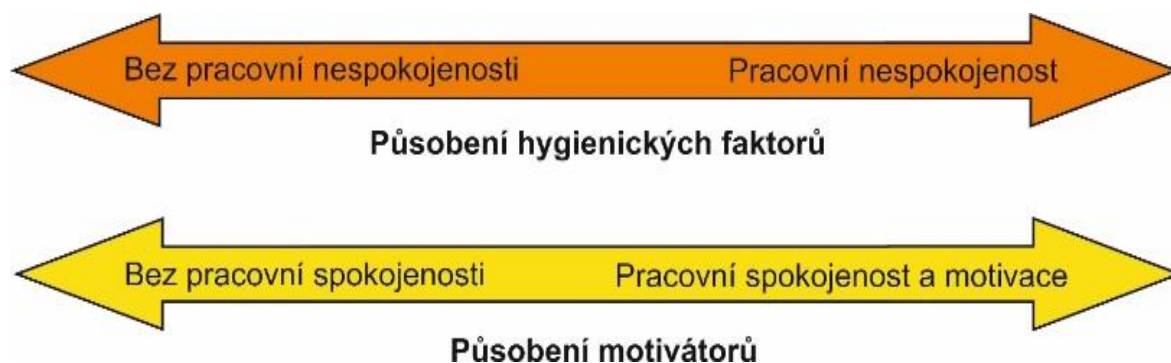 Bez pracovní nespokojenosti Pracovní nespokojenost
Působení hygienických faktorů
Bez pracovní spokojenosti Pracovní spokojenost a motivace
Působení motivátorů